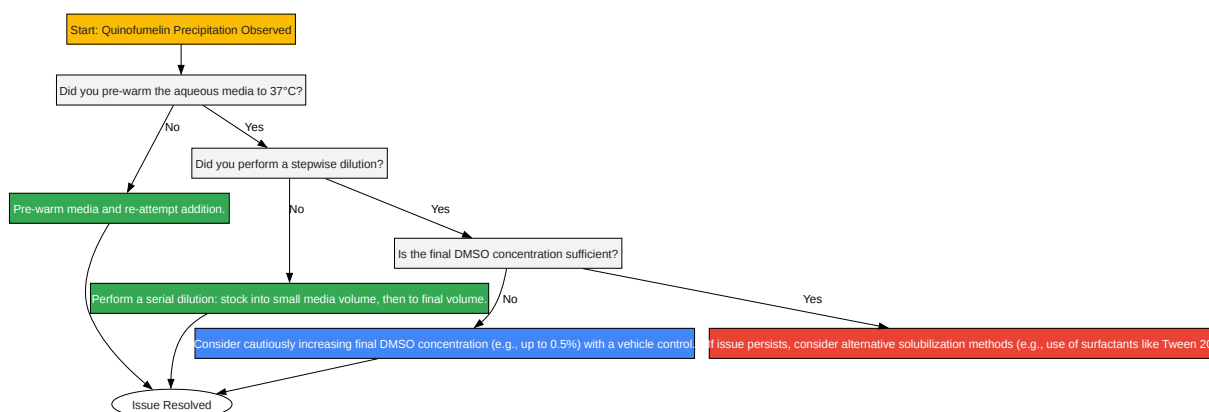 Start: Quinofumelin Precipitation Observed
Did you pre-warm the aqueous media to 37°C?
No
Yes
Did you perform a stepwise dilution?
Pre-warm media and re-attempt addition.
No
Yes
Is the final DMSO concentration sufficient?
Perform a serial dilution: stock into small media volume, then to final volume.
No
Yes
Consider cautiously increasing final DMSO concentration (e.g., up to 0.5%) with a vehicle control.
If issue persists, consider alternative solubilization methods (e.g., use of surfactants like Tween
Issue Resolved